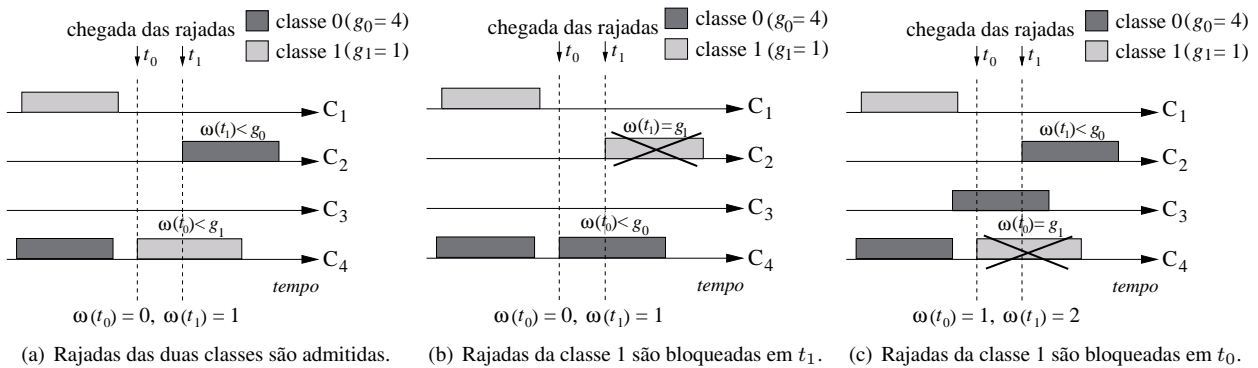 classe 0 (g0 = 4)
chegada das rajadas
classe 1 (g1 = 1)
t0
t1
C1
ω(t1) < g0
C2
C3
ω(t0) < g1
C4
tempo
ω(t0) = 0, ω(t1) = 1
(a) Rajadas das duas classes são admitidas.
classe 0 (g0 = 4)
chegada das rajadas
classe 1 (g1 = 1)
t0
t1
C1
ω(t1) = g1
C2
C3
ω(t0) < g0
C4
tempo
ω(t0) = 0, ω(t1) = 1
(b) Rajadas da classe 1 são bloqueadas em t1.
classe 0 (g0 = 4)
chegada das rajadas
classe 1 (g1 = 1)
t0
t1
C1
ω(t1) < g0
C2
C3
ω(t0) = g1
C4
tempo
ω(t0) = 1, ω(t1) = 2
(c) Rajadas da classe 1 são bloqueadas em t0.